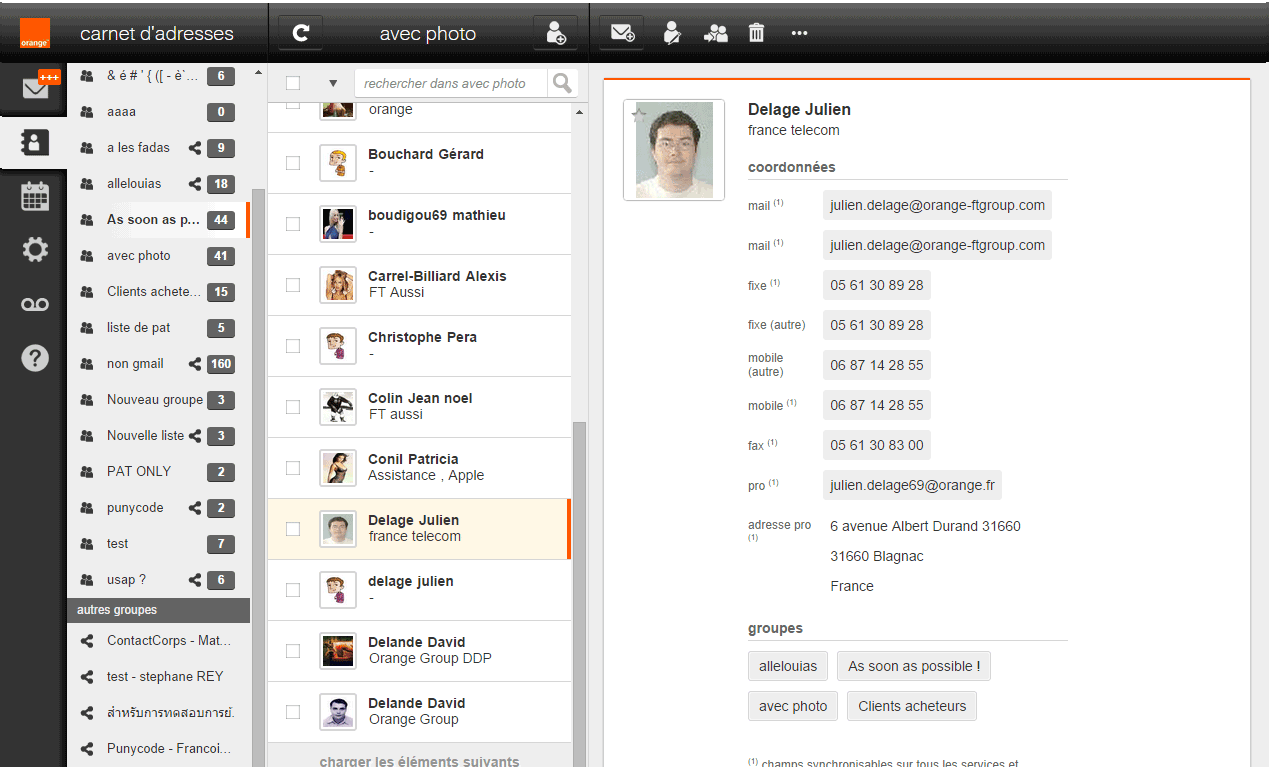 orange
carnet d'adresses
avec photo
+++
& é # ' { ([ - è`... 6
aaaa 0
a les fadas 9
allelouias 18
As soon as p... 44
avec photo 41
Clients achete... 15
liste de pat 5
non gmail 160
Nouveau groupe 3
Nouvelle liste 3
PAT ONLY 2
punycode 2
test 7
usap ? 6
autres groupes
ContactCorps - Mat...
test - stephane REY
สำหรับการทดสอบการย้.
Punycode - Francoi...
rechercher dans avec photo
orange
Bouchard Gérard
-
boudigou69 mathieu
-
Carrel-Billiard Alexis
FT Aussi
Christophe Pera
-
Colin Jean noel
FT aussi
Conil Patricia
Assistance , Apple
Delage Julien
france telecom
delage julien
-
Delande David
Orange Group DDP
Delande David
Orange Group
charger les éléments suivants
Delage Julien
france telecom
coordonnées
mail (1) julien.delage@orange-ftgroup.com
mail (1) julien.delage@orange-ftgroup.com
fixe (1) 05 61 30 89 28
fixe (autre) 05 61 30 89 28
mobile (autre) 06 87 14 28 55
mobile (1) 06 87 14 28 55
fax (1) 05 61 30 83 00
pro (1) julien.delage69@orange.fr
adresse pro (1) 6 avenue Albert Durand 31660
31660 Blagnac
France
groupes
allelouias As soon as possible !
avec photo Clients acheteurs
(1) champs synchronisables sur tous les services et